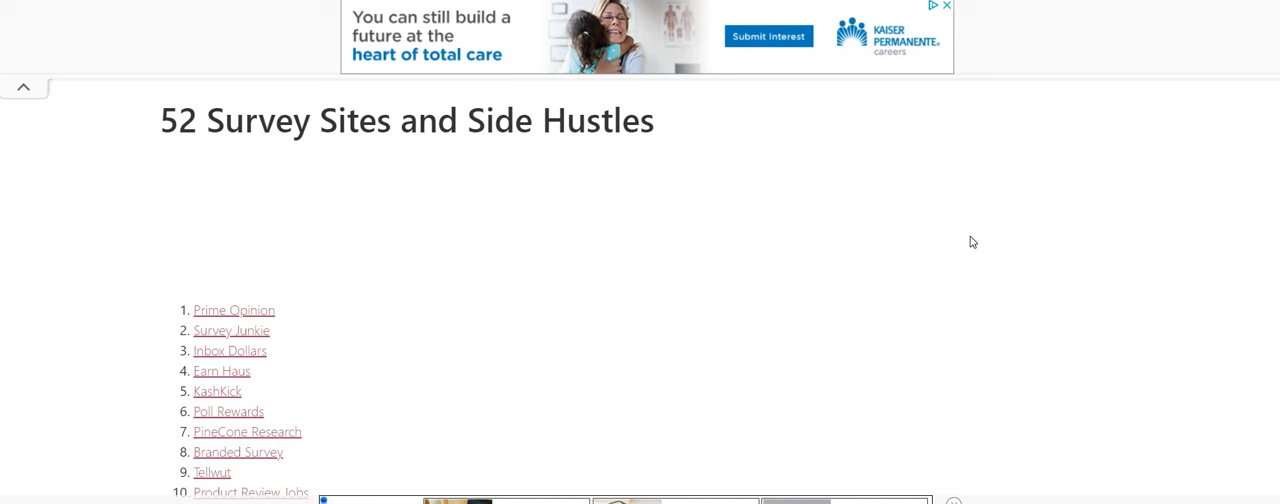 You can still build a
future at the
heart of total care
Submit Interest
KAISER
PERMANENTE®
careers
52 Survey Sites and Side Hustles
1. Prime Opinion
2. Survey Junkie
3. Inbox Dollars
4. Earn Haus
5. KashKick
6. Poll Rewards
7. PineCone Research
8. Branded Survey
9. Tellwut
10. Product Review Jobs